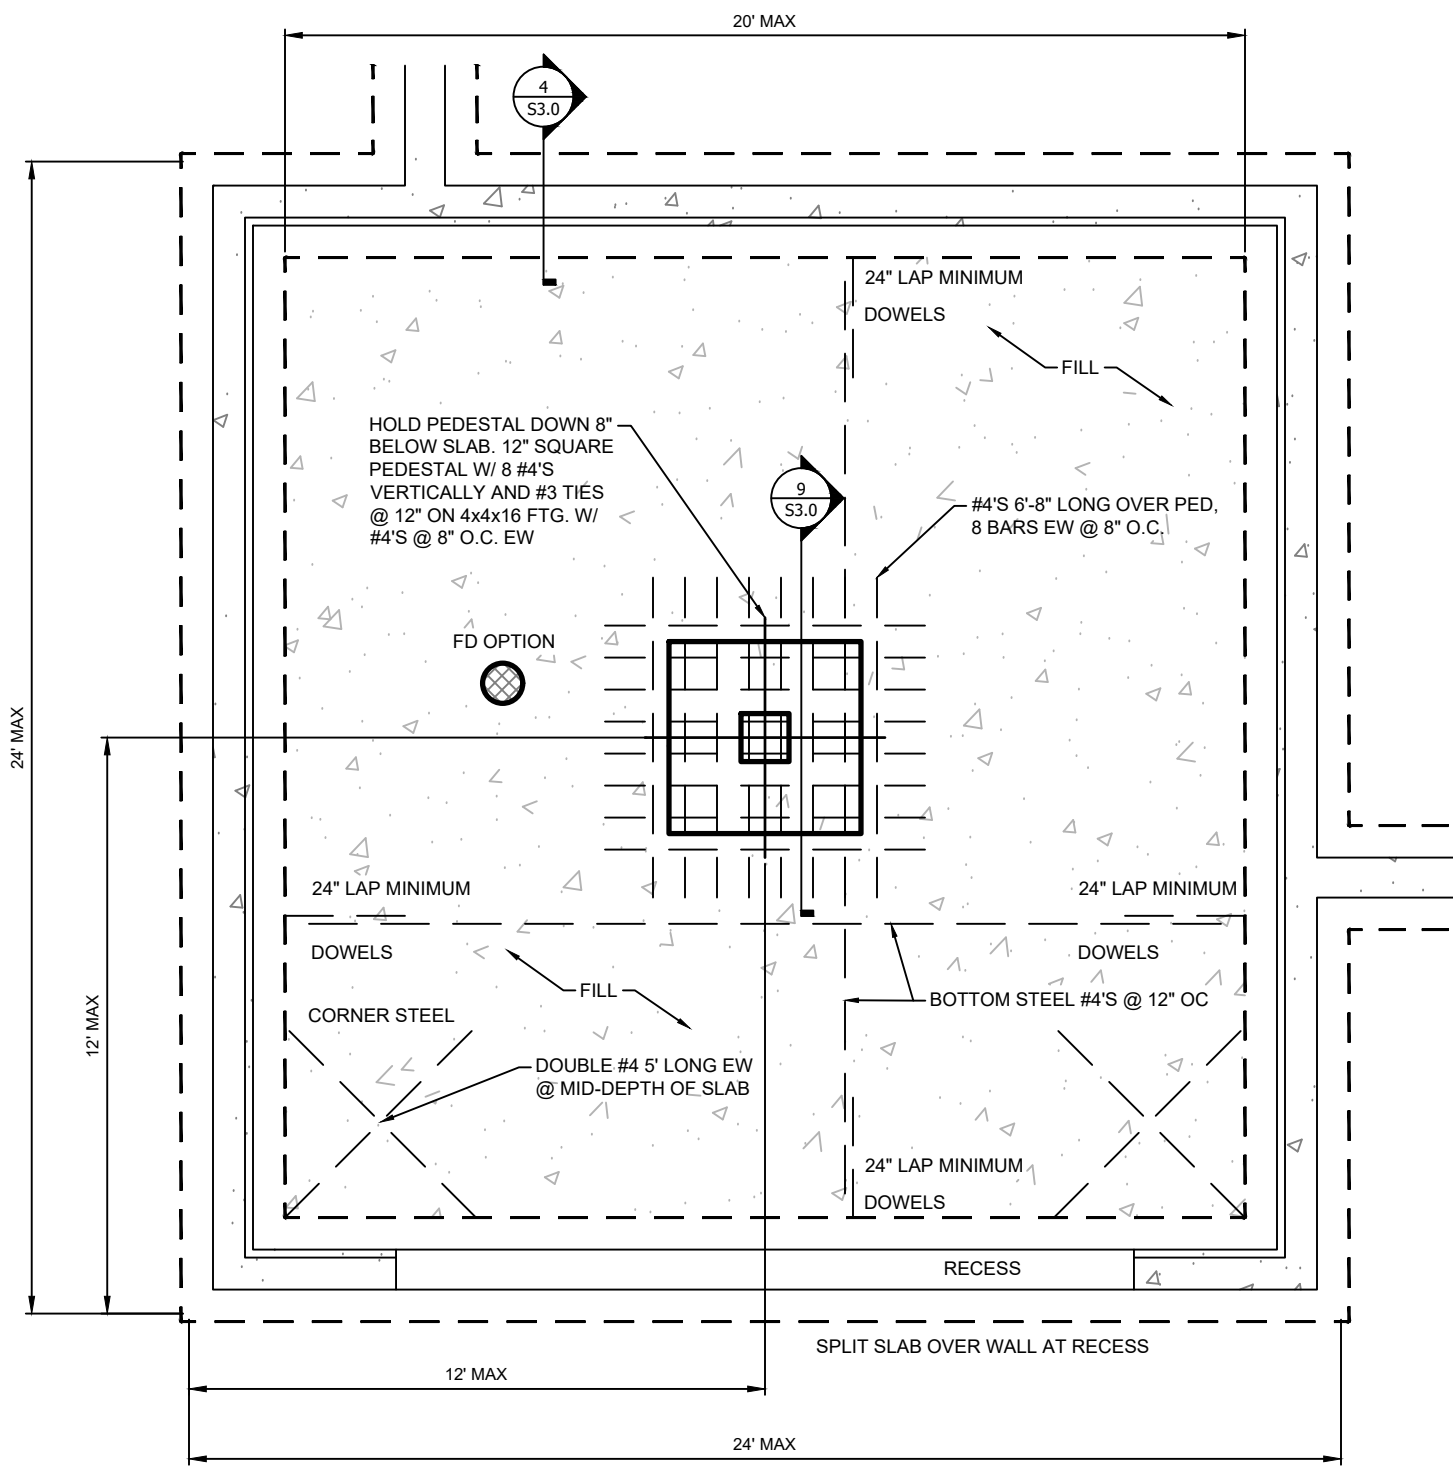 20' MAX
4
S3.0
24" LAP MINIMUM
DOWELS
FILL
HOLD PEDESTAL DOWN 8"
BELOW SLAB. 12" SQUARE
PEDESTAL W/ 8 #4'S
VERTICALLY AND #3 TIES
@ 12" ON 4x4x16 FTG. W/
#4'S @ 8" O.C. EW
9
S3.0
#4'S 6'-8" LONG OVER PED,
8 BARS EW @ 8" O.C.
FD OPTION
24' MAX
24" LAP MINIMUM
24" LAP MINIMUM
DOWELS
DOWELS
FILL
BOTTOM STEEL #4'S @ 12" OC
CORNER STEEL
12' MAX
DOUBLE #4 5' LONG EW
@ MID-DEPTH OF SLAB
24" LAP MINIMUM
DOWELS
RECESS
SPLIT SLAB OVER WALL AT RECESS
12' MAX
24' MAX